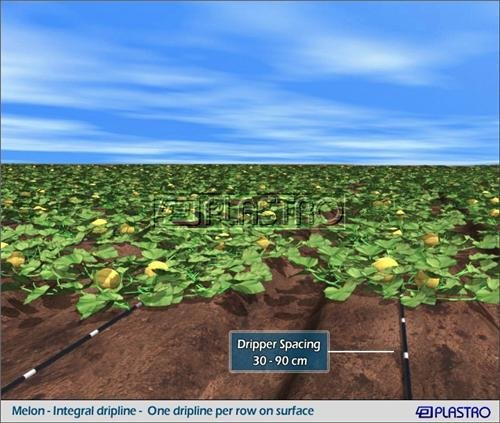 PLASTRO
Dripper Spacing
30 - 90 cm
Melon - Integral dripline - One dripline per row on surface
PLASTRO